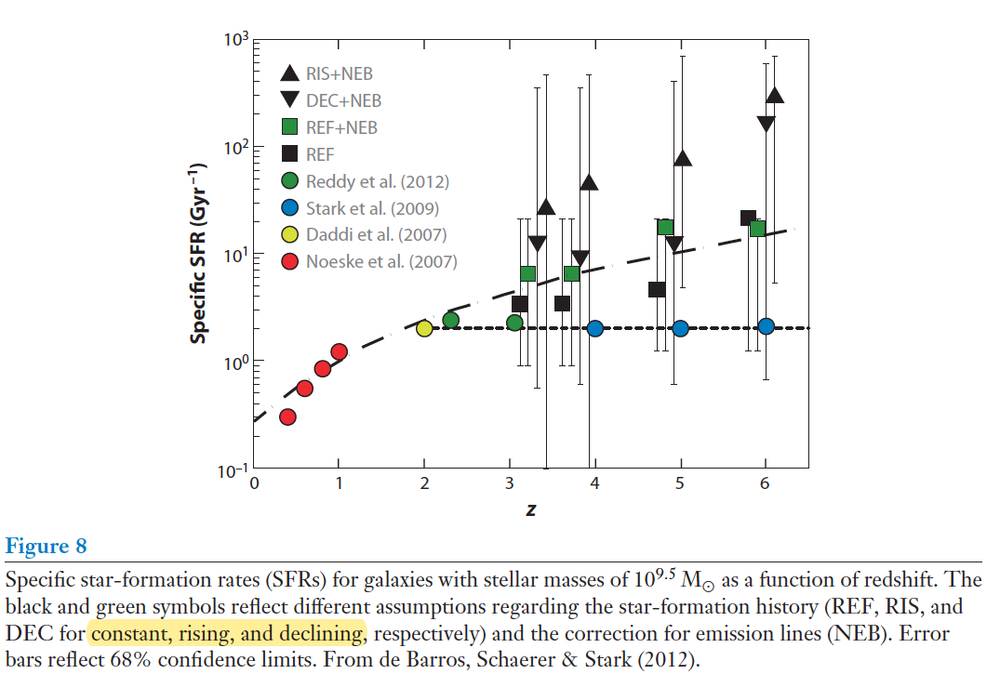 10³
10²
10¹
10⁰
10⁻¹
Specific SFR (Gyr⁻¹)
RIS+NEB
DEC+NEB
REF+NEB
REF
Reddy et al. (2012)
Stark et al. (2009)
Daddi et al. (2007)
Noeske et al. (2007)
0 1 2 3 4 5 6
z
Figure 8
Specific star-formation rates (SFRs) for galaxies with stellar masses of 10⁹·⁵ M☉ as a function of redshift. The
black and green symbols reflect different assumptions regarding the star-formation history (REF, RIS, and
DEC for constant, rising, and declining, respectively) and the correction for emission lines (NEB). Error
bars reflect 68% confidence limits. From de Barros, Schaerer & Stark (2012).